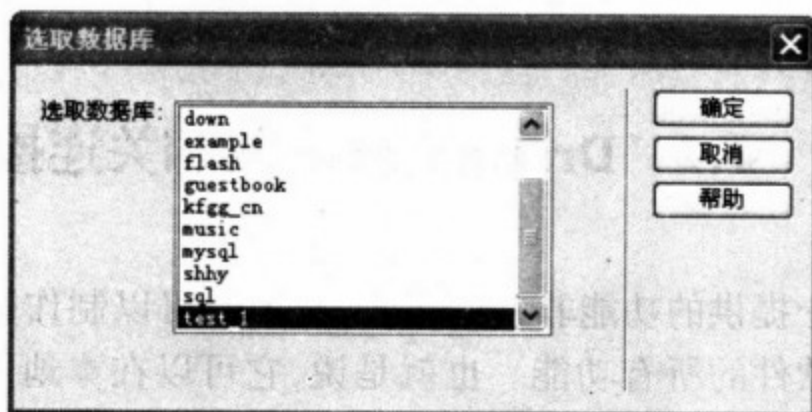 选取数据库
选取数据库:
down
example
flash
guestbook
kfgg_cn
music
mysql
shhy
sql
test_1
确定
取消
帮助